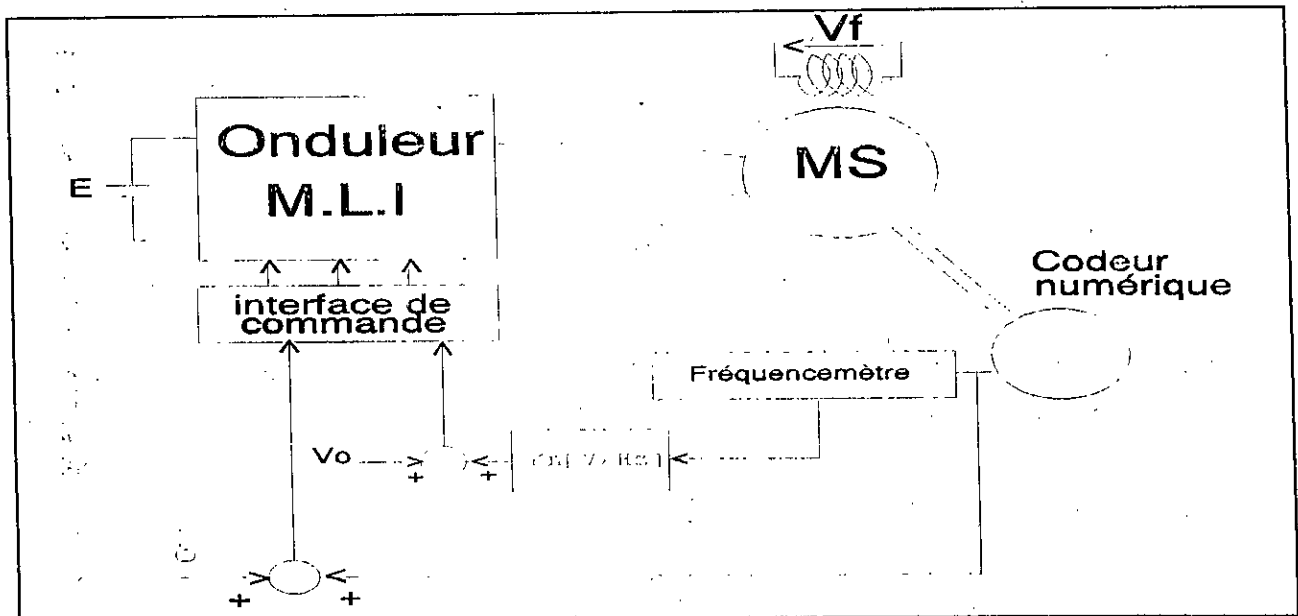 Vf
Onduleur
M.L.I
MS
E
Codeur
numérique
interface de
commande
Fréquencemètre
Vo
+
+
+
+